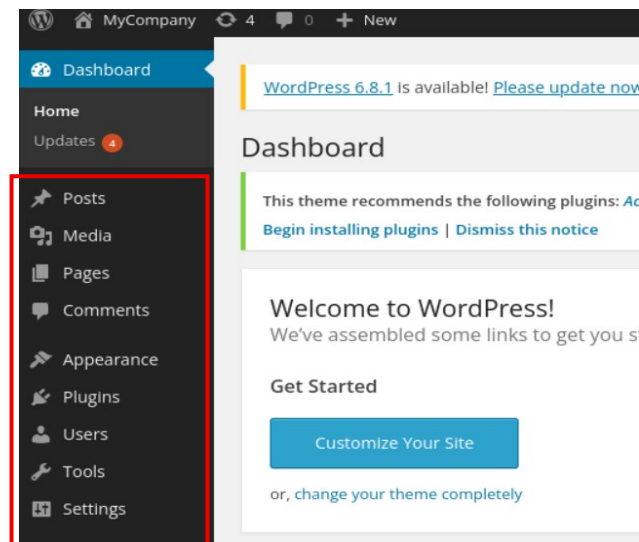 MyCompany 4 0 + New
Dashboard
Home
Updates 4
Posts
Media
Pages
Comments
Appearance
Plugins
Users
Tools
Settings
WordPress 6.8.1 is available! Please update now
Dashboard
This theme recommends the following plugins:
Begin installing plugins | Dismiss this notice
Welcome to WordPress!
We've assembled some links to get you
Get Started
Customize Your Site
or, change your theme completely